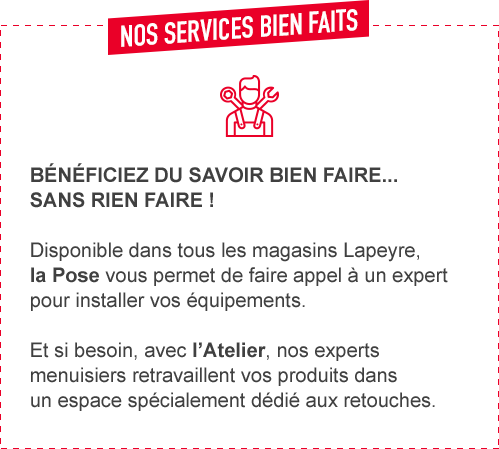 NOS SERVICES BIEN FAITS
BÉNÉFICIEZ DU SAVOIR BIEN FAIRE...
SANS RIEN FAIRE !
Disponible dans tous les magasins Lapeyre,
la Pose vous permet de faire appel à un expert
pour installer vos équipements.
Et si besoin, avec l’Atelier, nos experts
menuisiers retravaillent vos produits dans
un espace spécialement dédié aux retouches.